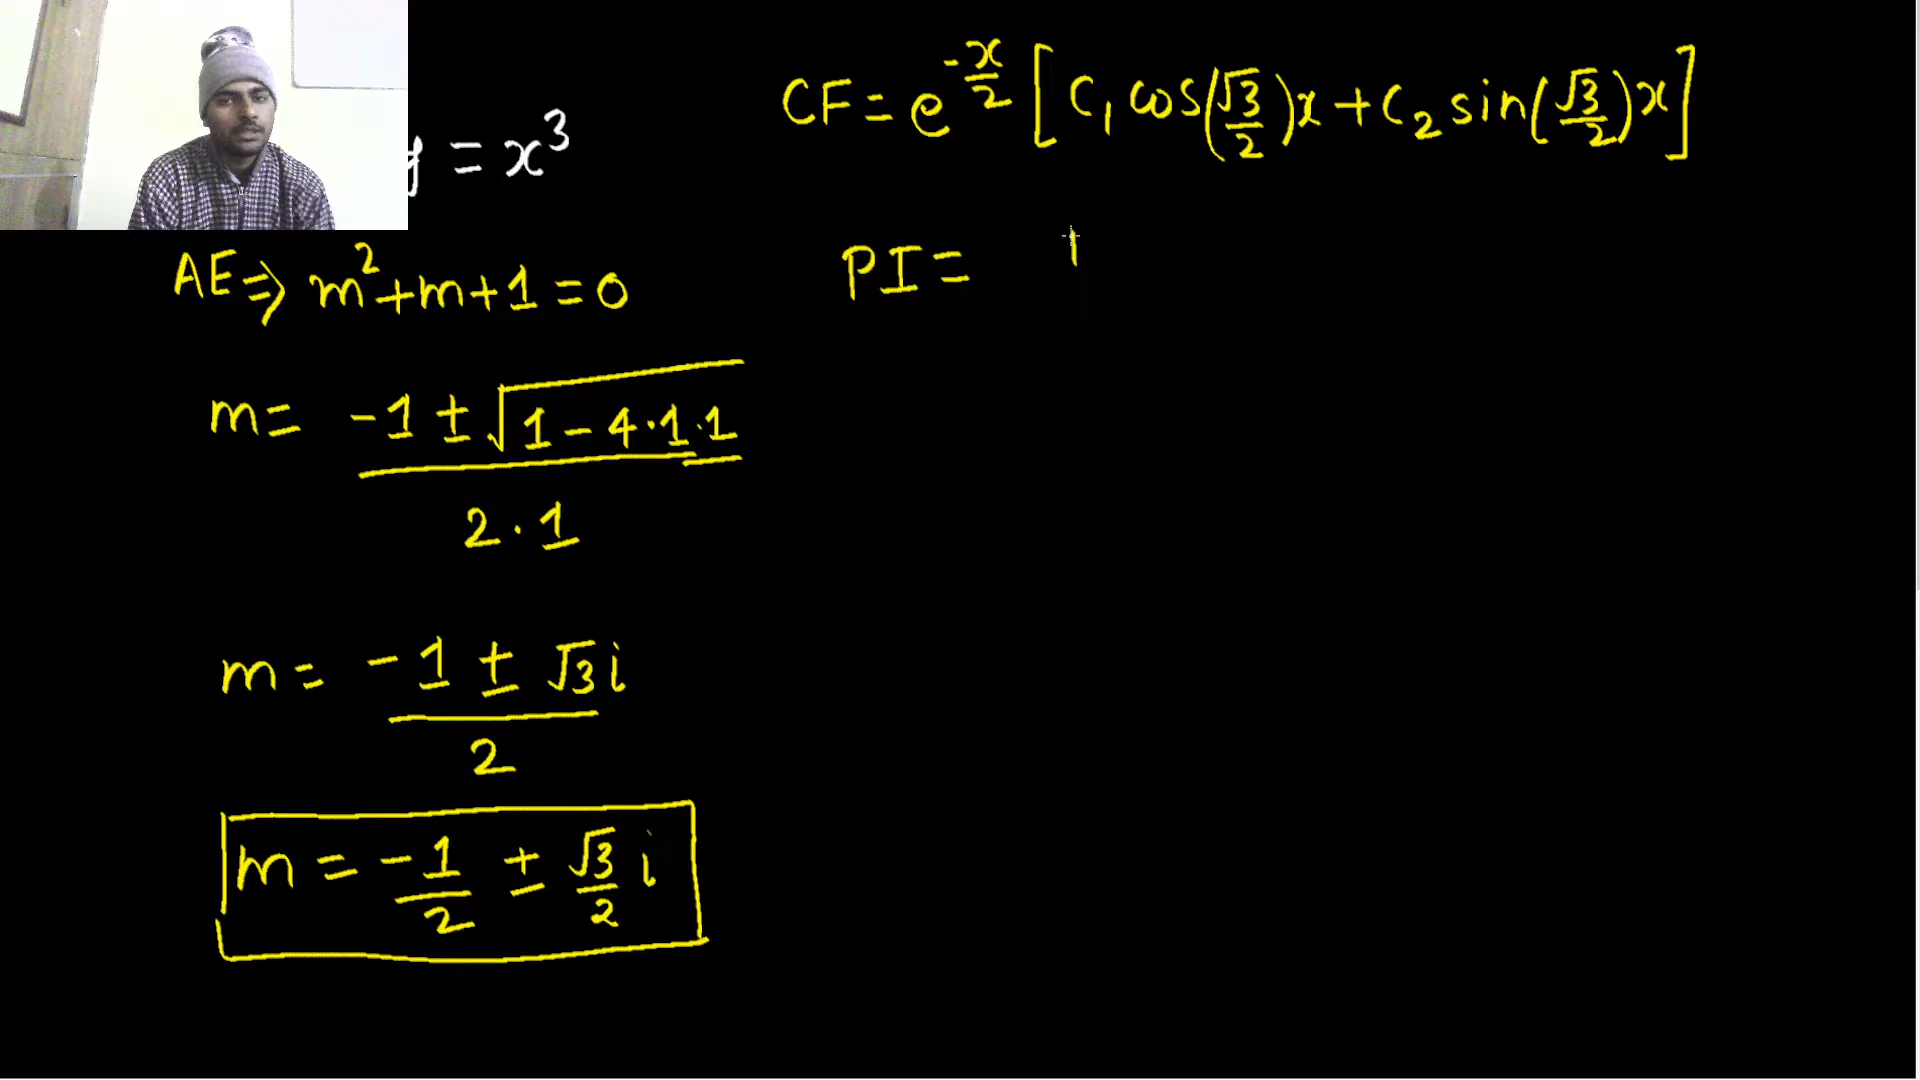 y = x³
AE ⇒ m² + m + 1 = 0
m = (-1 ± √(1 - 4·1·1)) / (2·1)
m = (-1 ± √3 i) / 2
m = -1/2 ± √3/2 i
CF = e^(-x/2) [C₁ cos(√3/2)x + C₂ sin(√3/2)x]
PI = 1